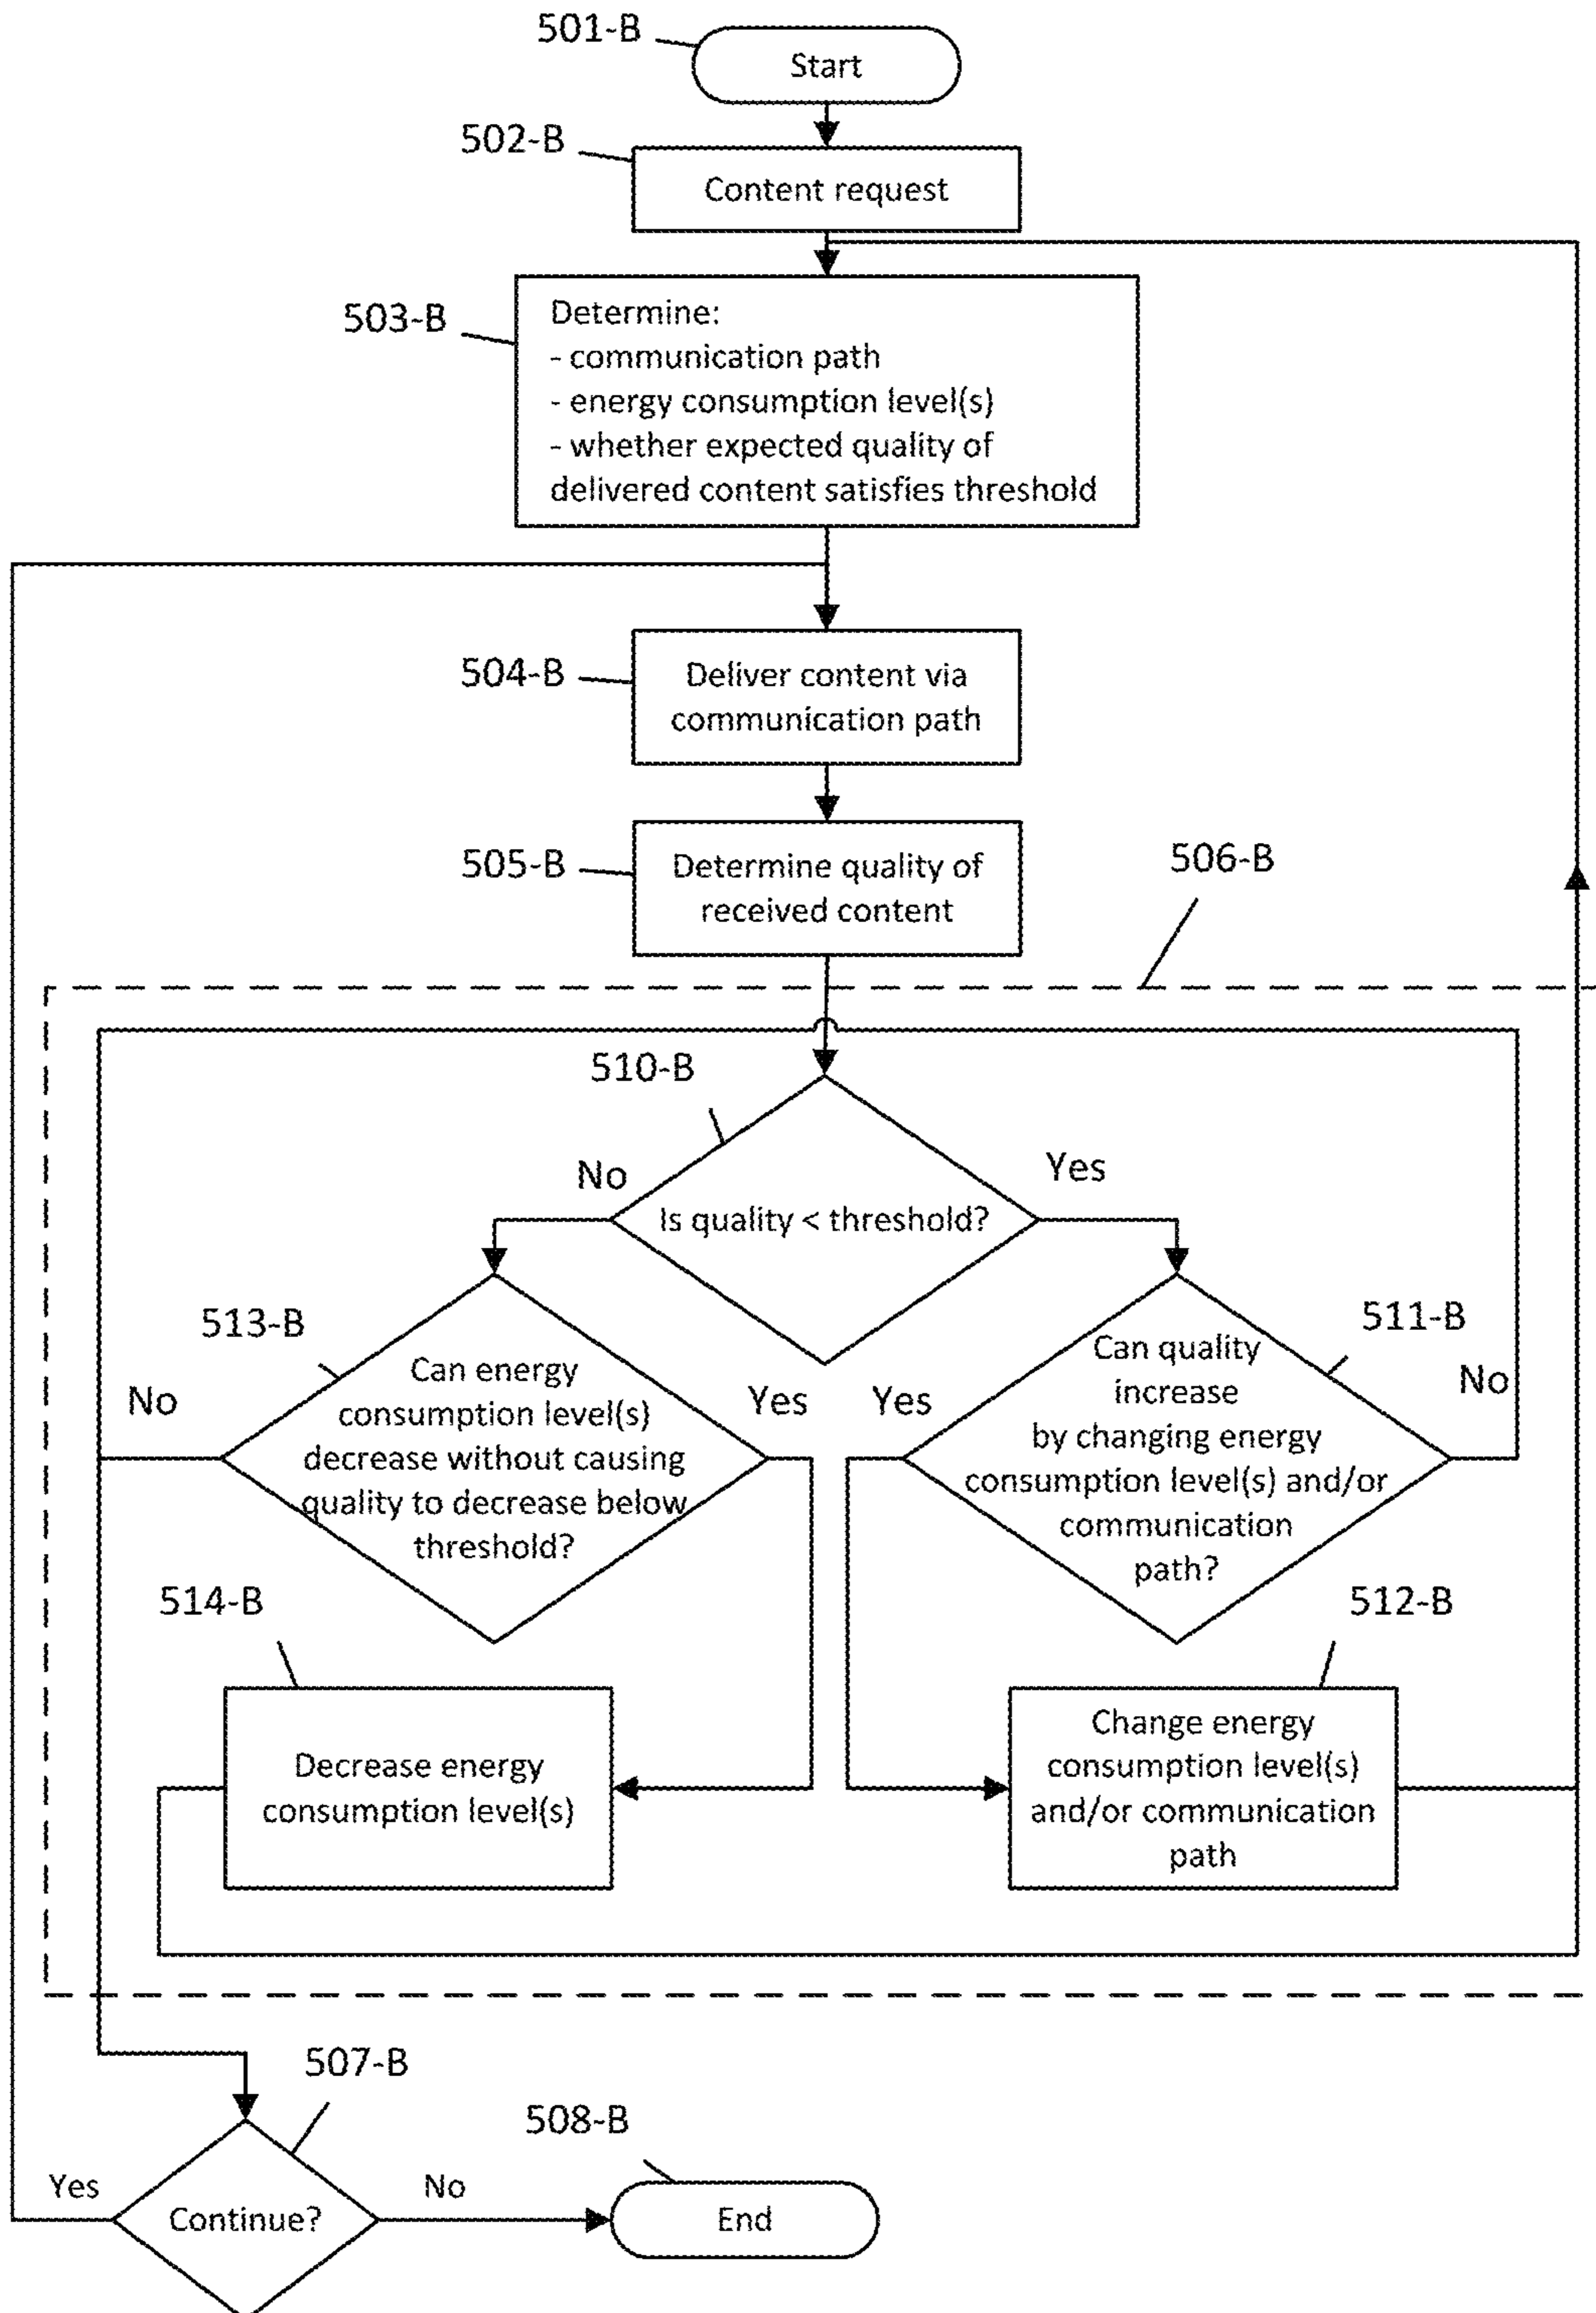 501-B
Start
502-B
Content request
503-B
Determine:
- communication path
- energy consumption level(s)
- whether expected quality of
delivered content satisfies threshold
504-B
Deliver content via
communication path
505-B
Determine quality of
received content
506-B
510-B
No
Yes
Is quality < threshold?
513-B
511-B
No
Can energy
consumption level(s)
decrease without causing
quality to decrease below
threshold?
Yes
Yes
Can quality
increase
by changing energy
consumption level(s) and/or
communication
path?
No
514-B
512-B
Decrease energy
consumption level(s)
Change energy
consumption level(s)
and/or communication
path
507-B
508-B
Yes
Continue?
No
End